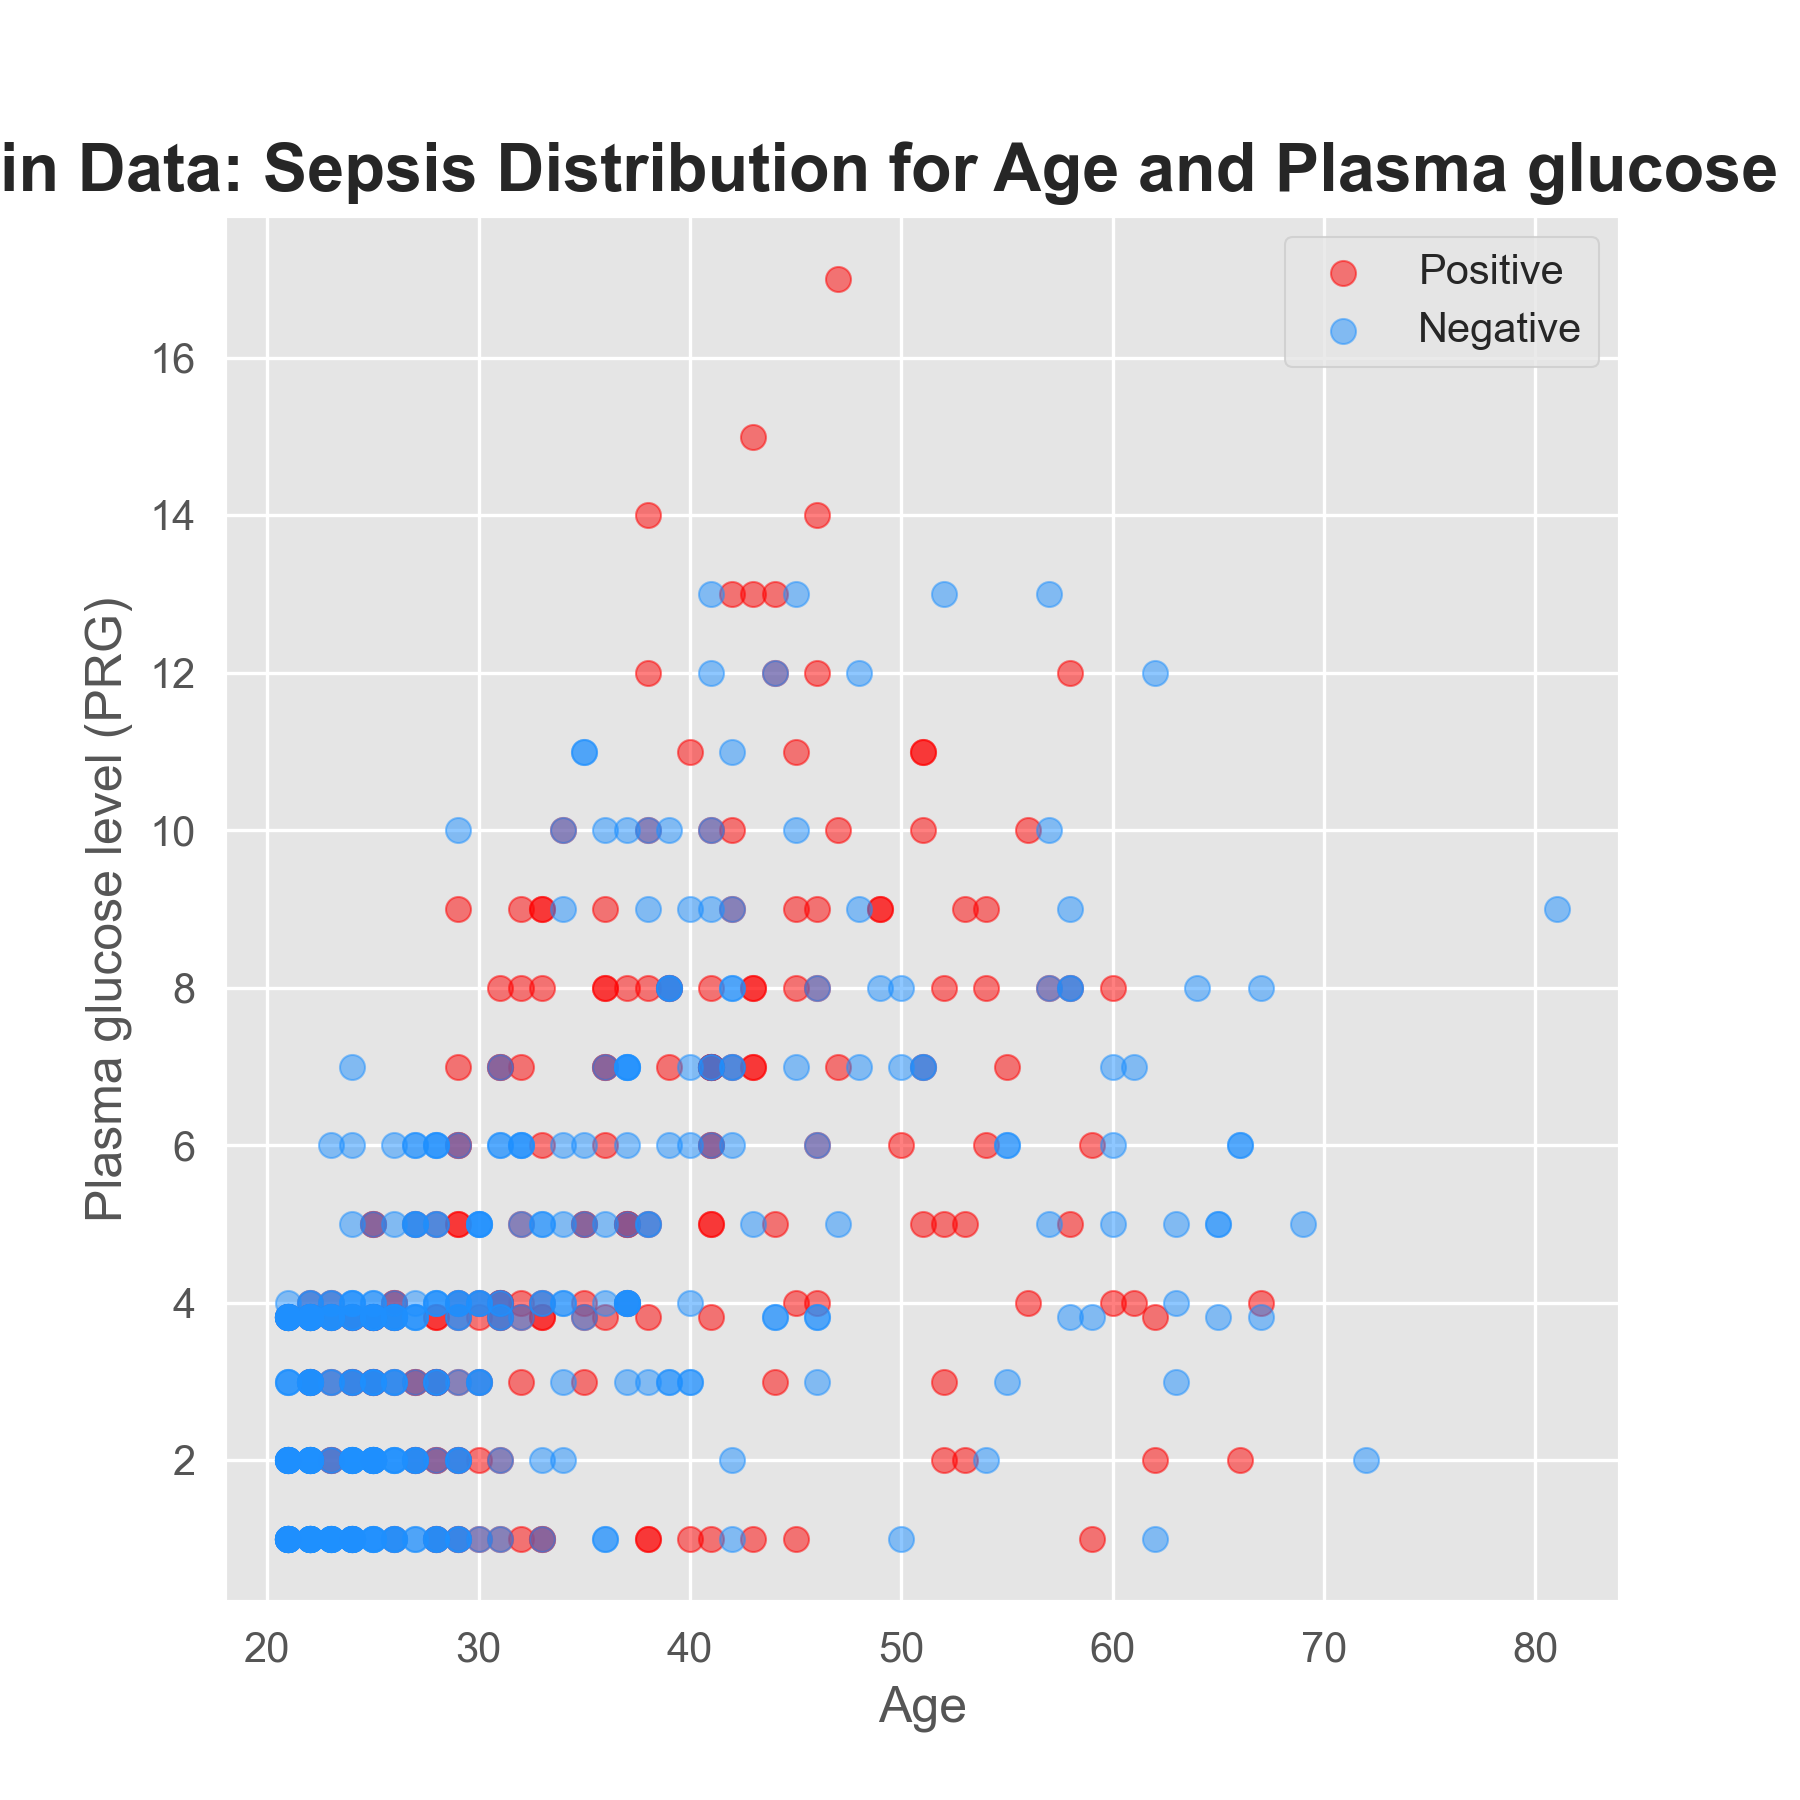 in Data: Sepsis Distribution for Age and Plasma glucose
Positive
Negative
16
14
12
10
8
6
4
2
Plasma glucose level (PRG)
20 30 40 50 60 70 80
Age